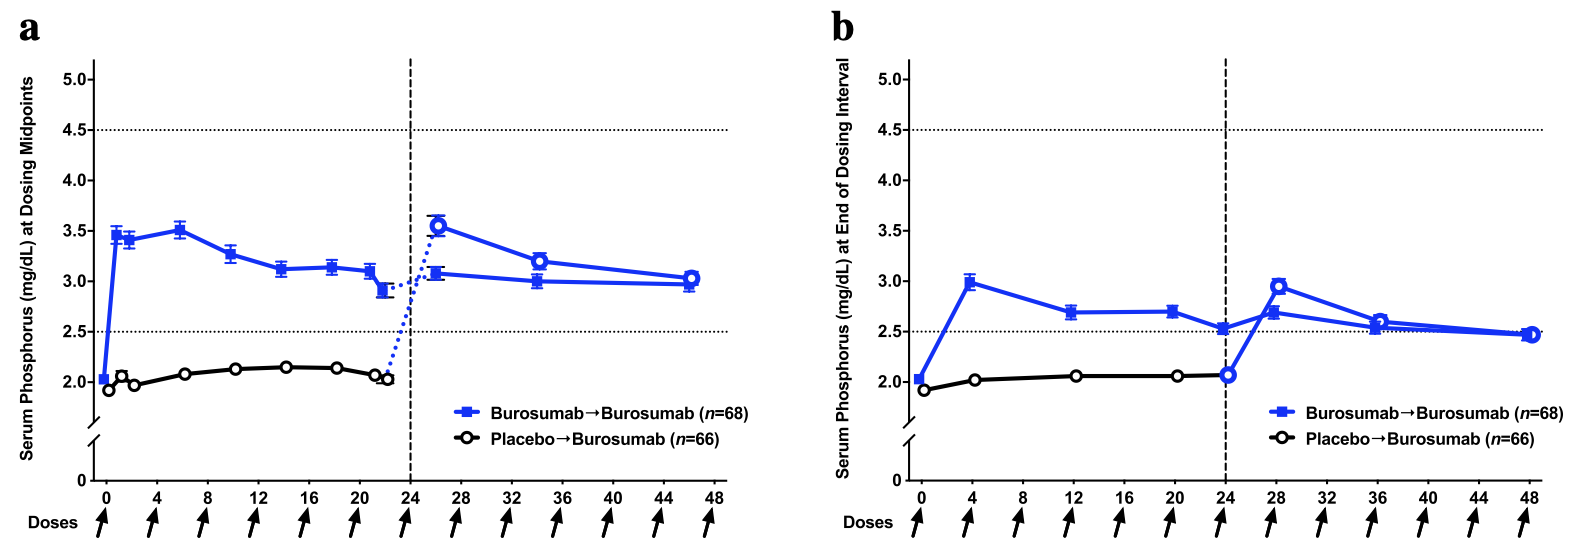 a
Serum Phosphorus (mg/dL) at Dosing Midpoints
5.0
4.5
4.0
3.5
3.0
2.5
2.0
0
0 4 8 12 16 20 24 28 32 36 40 44 48
Doses
Burosumab→Burosumab (n=68)
Placebo→Burosumab (n=66)
b
Serum Phosphorus (mg/dL) at End of Dosing Interval
5.0
4.5
4.0
3.5
3.0
2.5
2.0
0
0 4 8 12 16 20 24 28 32 36 40 44 48
Doses
Burosumab→Burosumab (n=68)
Placebo→Burosumab (n=66)